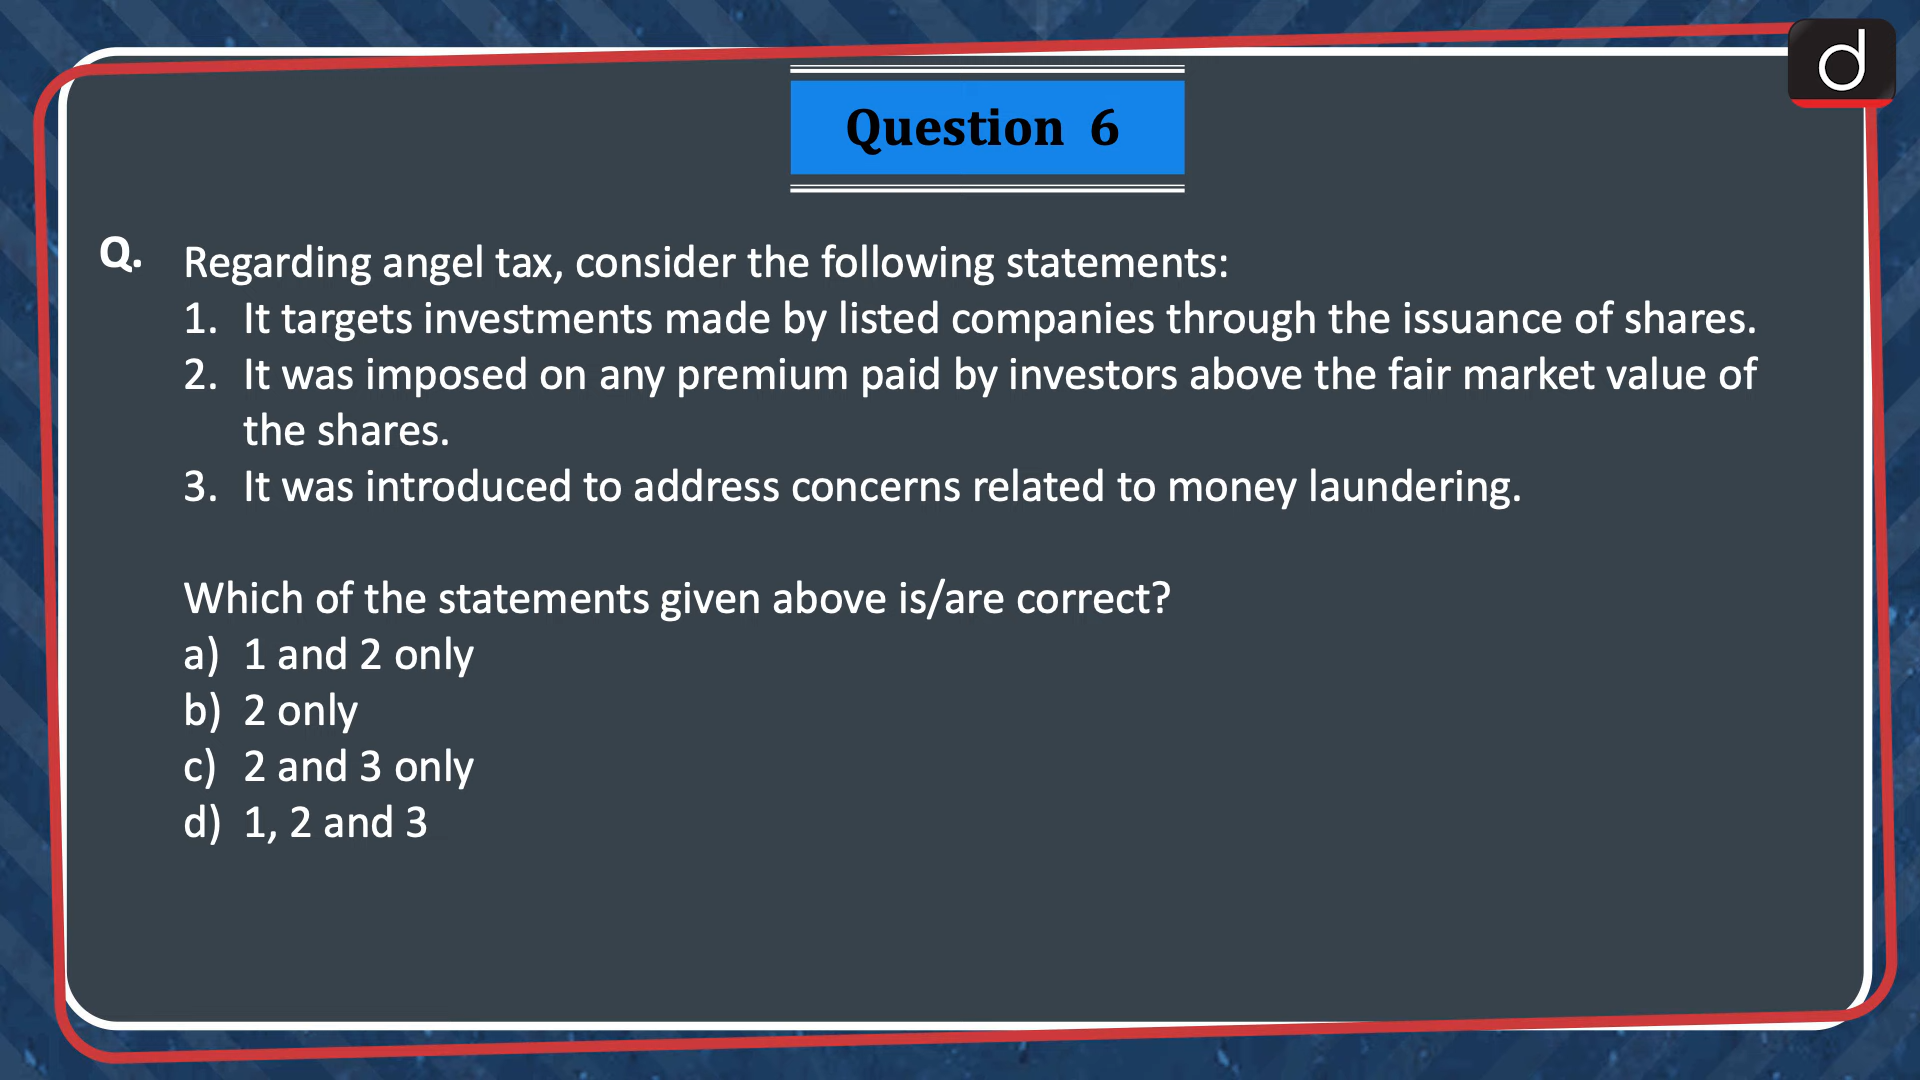 d
Question 6
Q. Regarding angel tax, consider the following statements:
1. It targets investments made by listed companies through the issuance of shares.
2. It was imposed on any premium paid by investors above the fair market value of
the shares.
3. It was introduced to address concerns related to money laundering.
Which of the statements given above is/are correct?
a) 1 and 2 only
b) 2 only
c) 2 and 3 only
d) 1, 2 and 3